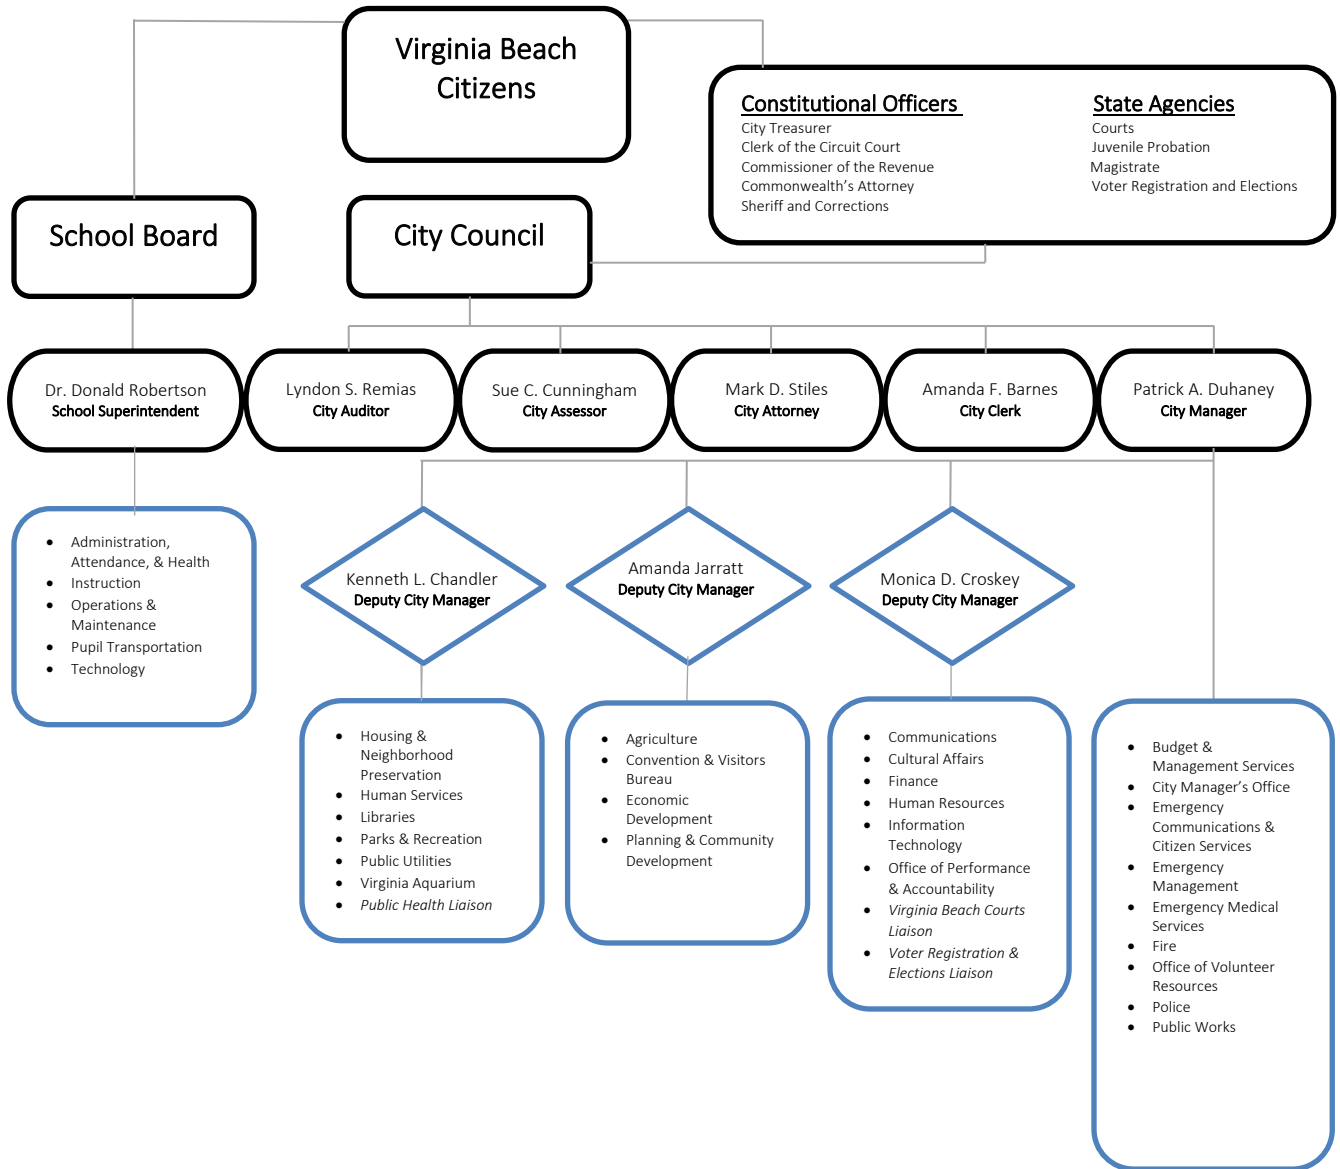 Virginia Beach
Citizens
Constitutional Officers
City Treasurer
Clerk of the Circuit Court
Commissioner of the Revenue
Commonwealth’s Attorney
Sheriff and Corrections
State Agencies
Courts
Juvenile Probation
Magistrate
Voter Registration and Elections
School Board
City Council
Dr. Donald Robertson
School Superintendent
Lyndon S. Remias
City Auditor
Sue C. Cunningham
City Assessor
Mark D. Stiles
City Attorney
Amanda F. Barnes
City Clerk
Patrick A. Duhaney
City Manager
• Administration,
Attendance, & Health
• Instruction
• Operations &
Maintenance
• Pupil Transportation
• Technology
Kenneth L. Chandler
Deputy City Manager
Amanda Jarratt
Deputy City Manager
Monica D. Croskey
Deputy City Manager
• Housing &
Neighborhood
Preservation
• Human Services
• Libraries
• Parks & Recreation
• Public Utilities
• Virginia Aquarium
• Public Health Liaison
• Agriculture
• Convention & Visitors
Bureau
• Economic
Development
• Planning & Community
Development
• Communications
• Cultural Affairs
• Finance
• Human Resources
• Information
Technology
• Office of Performance
& Accountability
• Virginia Beach Courts
Liaison
• Voter Registration &
Elections Liaison
• Budget &
Management Services
• City Manager’s Office
• Emergency
Communications &
Citizen Services
• Emergency
Management
• Emergency Medical
Services
• Fire
• Office of Volunteer
Resources
• Police
• Public Works